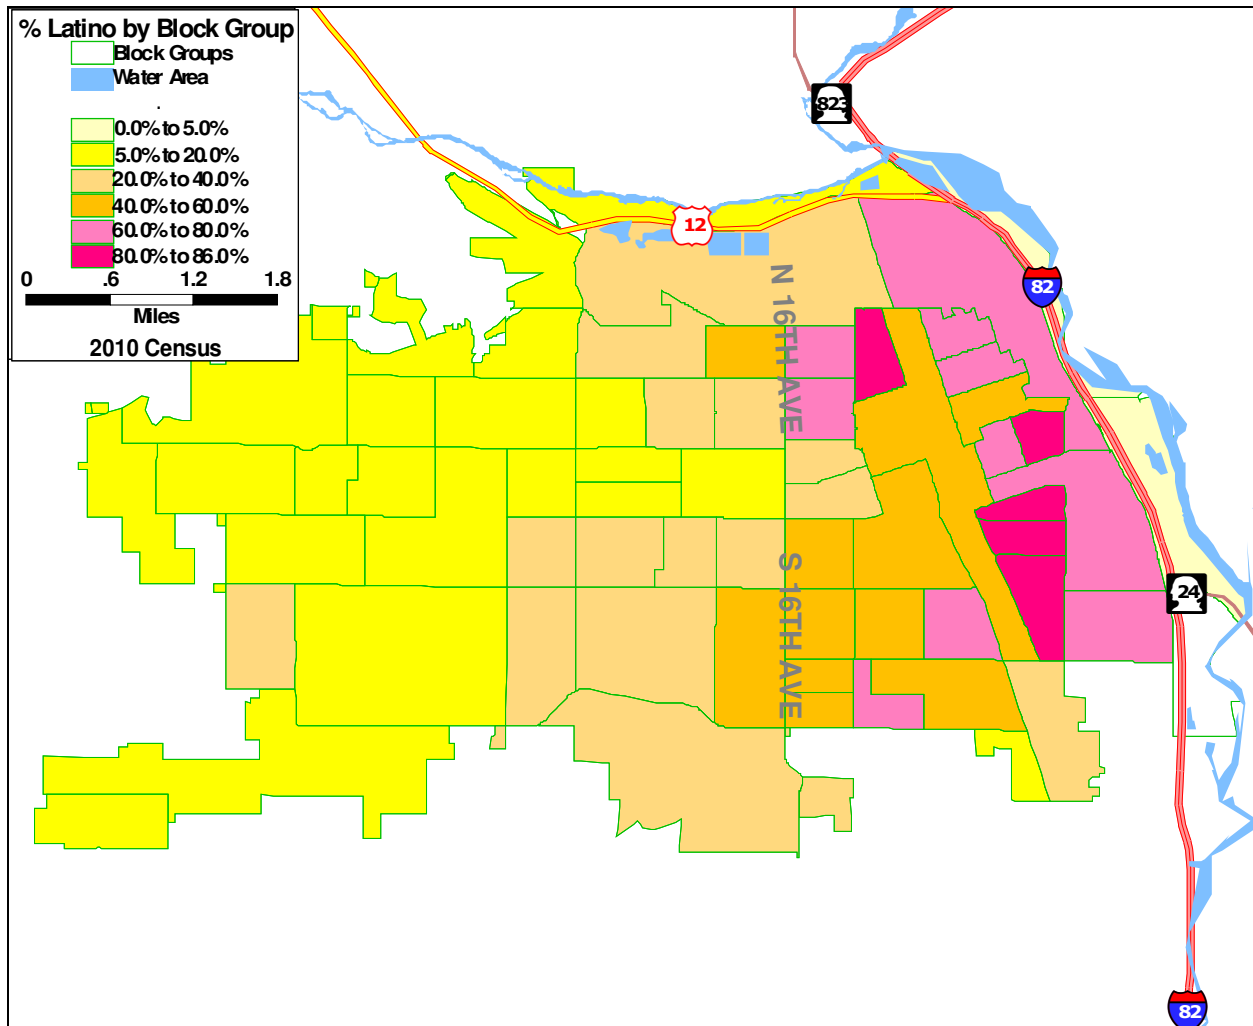 % Latino by Block Group
Block Groups
Water Area
.
0.0% to 5.0%
5.0% to 20.0%
20.0% to 40.0%
40.0% to 60.0%
60.0% to 80.0%
80.0% to 86.0%
0 .6 1.2 1.8
Miles
2010 Census
823
12
82
N 16TH AVE
S 16TH AVE
24
82